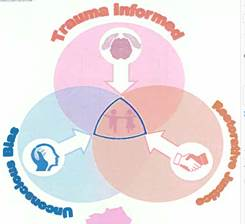 Trauma Informed
Unconscious Bias
Restorative Justice